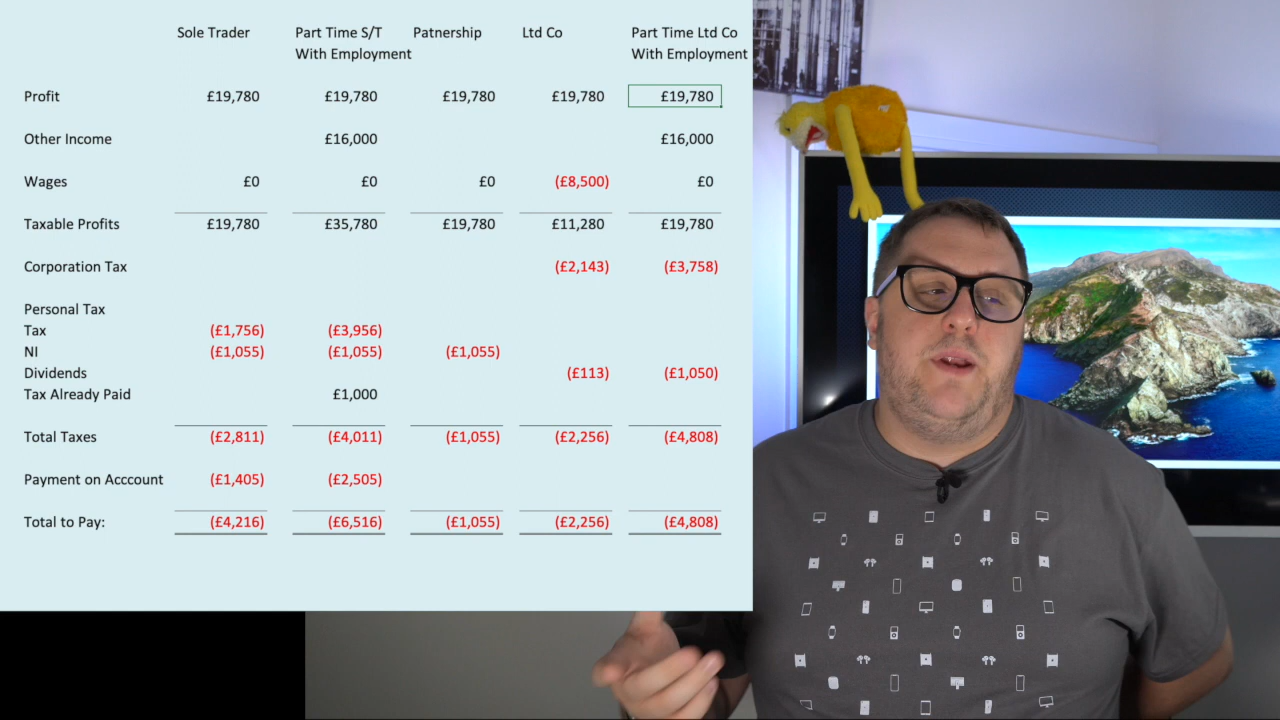 Sole Trader Part Time S/T Patnership Ltd Co Part Time Ltd Co
With Employment With Employment
Profit £19,780 £19,780 £19,780 £19,780 £19,780
Other Income £16,000 £16,000
Wages £0 £0 £0 (£8,500) £0
Taxable Profits £19,780 £35,780 £19,780 £11,280 £19,780
Corporation Tax (£2,143) (£3,758)
Personal Tax
Tax (£1,756) (£3,956)
NI (£1,055) (£1,055) (£1,055)
Dividends (£113) (£1,050)
Tax Already Paid £1,000
Total Taxes (£2,811) (£4,011) (£1,055) (£2,256) (£4,808)
Payment on Acccount (£1,405) (£2,505)
Total to Pay: (£4,216) (£6,516) (£1,055) (£2,256) (£4,808)